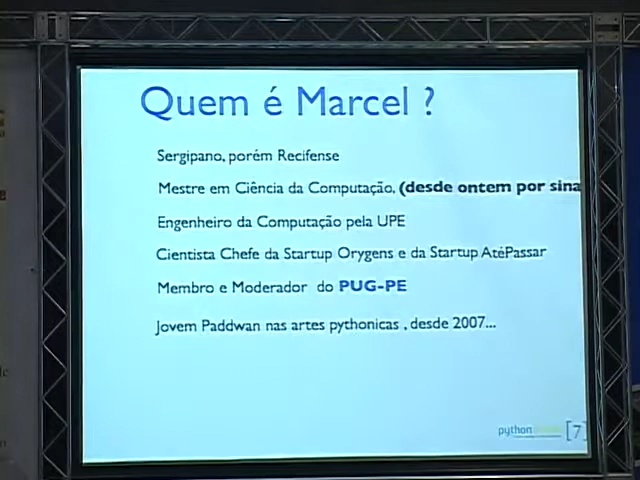 Quem é Marcel ?
Sergipano, porém Recifense
Mestre em Ciência da Computação, (desde ontem por sina
Engenheiro da Computação pela UPE
Cientista Chefe da Startup Orygens e da Startup AtéPassar
Membro e Moderador do PUG-PE
Jovem Paddwan nas artes pythonicas , desde 2007...
python
[7]